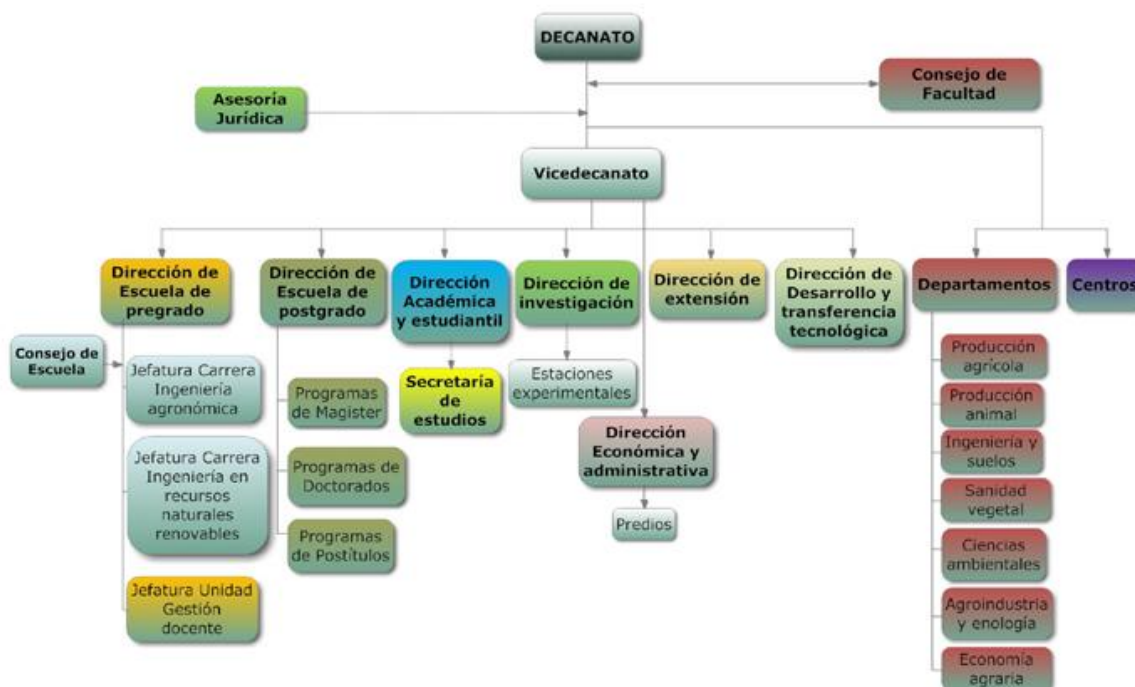 DECANATO
Consejo de
Facultad
Asesoría
Jurídica
Vicedecanato
Dirección de
Escuela de
pregrado
Dirección de
Escuela de
postgrado
Dirección
Académica
y estudiantil
Dirección de
investigación
Dirección de
extensión
Dirección de
Desarrollo y
transferencia
tecnológica
Departamentos
Centros
Consejo de
Escuela
Jefatura Carrera
Ingeniería
agronómica
Jefatura Carrera
Ingeniería en
recursos
naturales
renovables
Jefatura Unidad
Gestión
docente
Programas
de Magister
Programas de
Doctorados
Programas
de Postítulos
Secretaría
de
estudios
Estaciones
experimentales
Dirección
Económica y
administrativa
Predios
Producción
agrícola
Producción
animal
Ingeniería y
suelos
Sanidad
vegetal
Ciencias
ambientales
Agroindustria
y enología
Economía
agraria